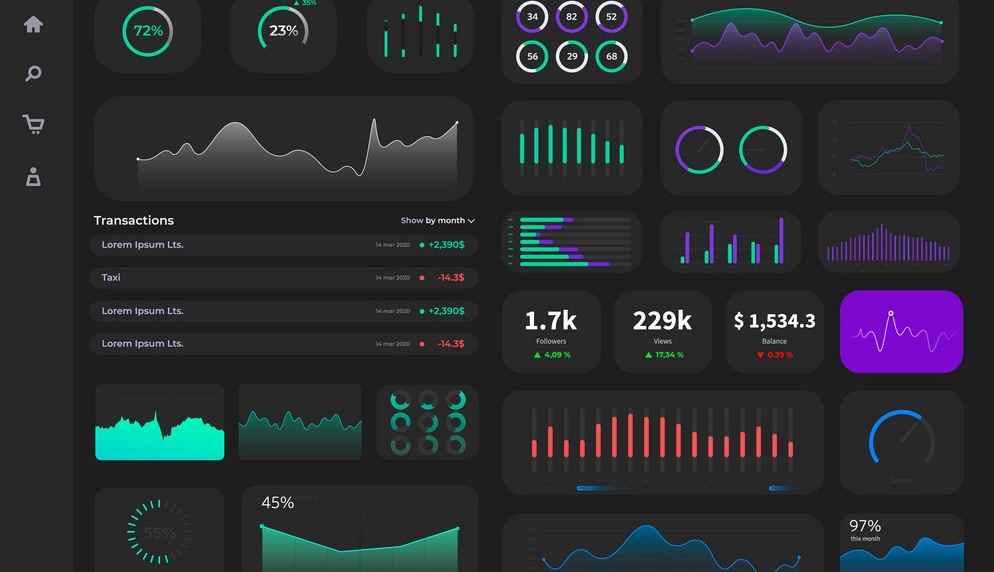 35%
72%
23%
34 82 52
56 29 68
Transactions
Show by month
Lorem Ipsum Lts. 14 mar 2020 +2,390$
Taxi 14 mar 2020 -14.3$
Lorem Ipsum Lts. 14 mar 2020 +2,390$
Lorem Ipsum Lts. 14 mar 2020 -14.3$
1.7k
Followers
4,09 %
229k
Views
17,34 %
$ 1,534.3
Balance
0.39 %
45%
55%
97%
this month